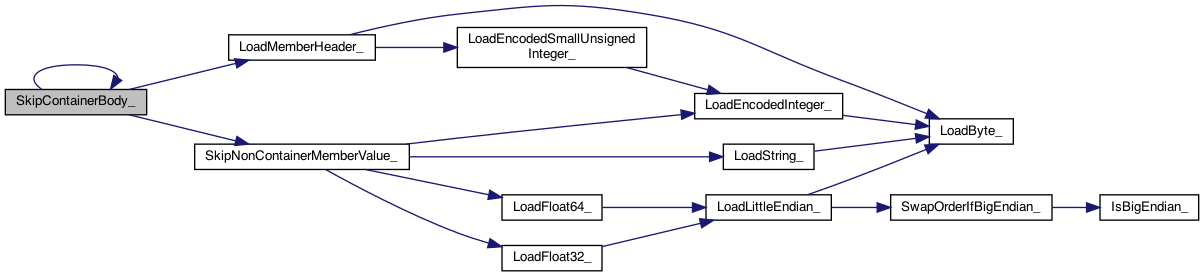 SkipContainerBody_
LoadMemberHeader_
SkipNonContainerMemberValue_
LoadEncodedSmallUnsigned
Integer_
LoadEncodedInteger_
LoadString_
LoadFloat64_
LoadFloat32_
LoadLittleEndian_
LoadByte_
SwapOrderIfBigEndian_
IsBigEndian_